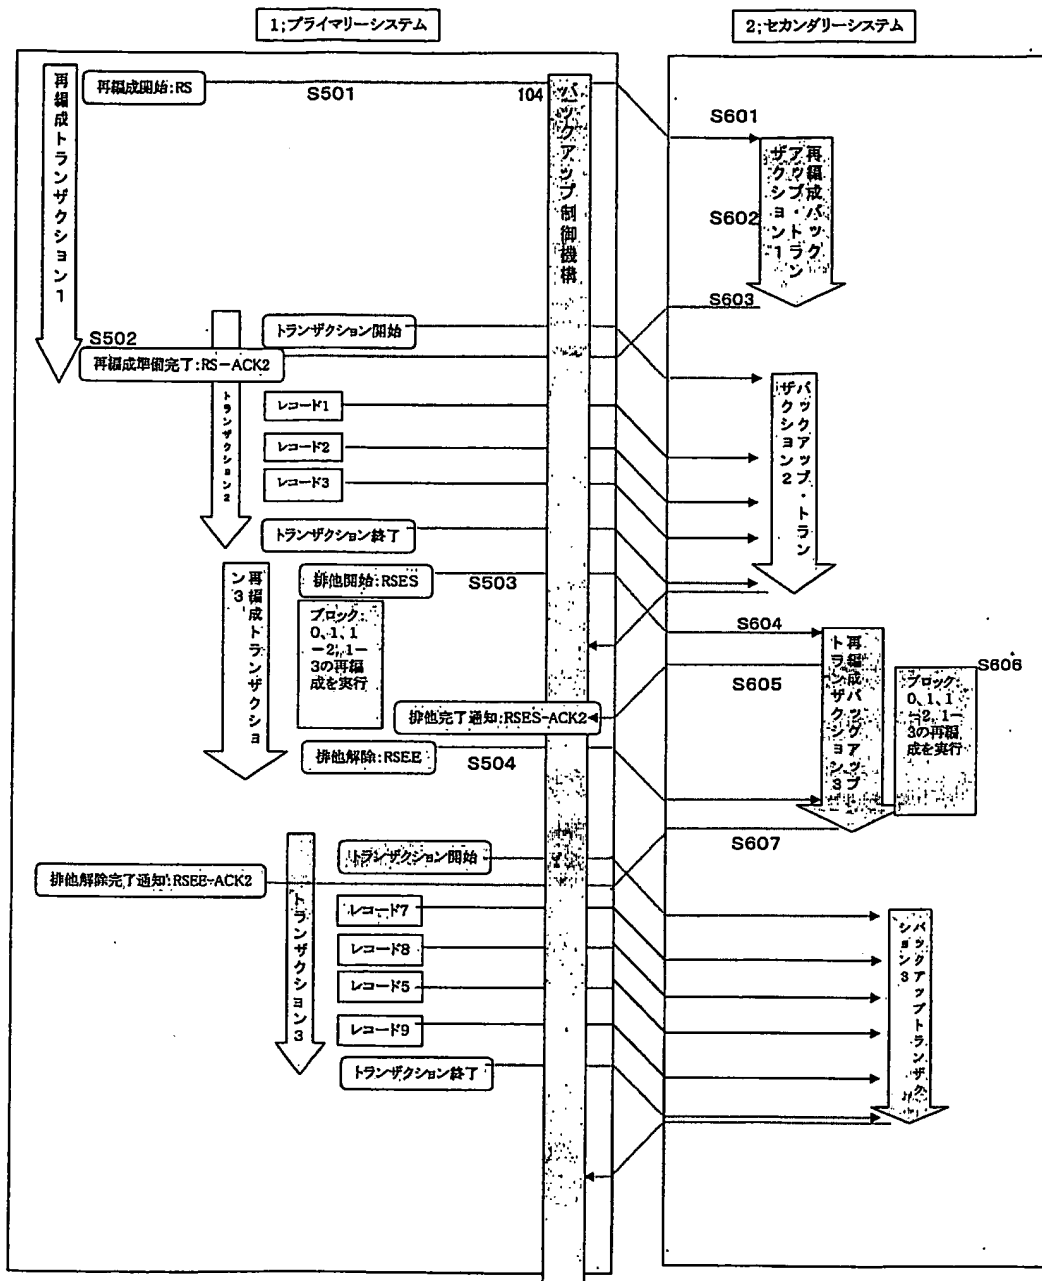 1;プライマリーシステム
2;セカンダリーシステム
再編成トランザクション1
再編成開始:RS
S501
104
バックアップ制御機構
S601
再編成バック
アップ・トラン
ザクション1
S602
S603
トランザクション開始
S502
再編成準備完了:RS-ACK2
トランザクション2
レコード1
レコード2
レコード3
トランザクション終了
バックアップ・トラン
ザクション2
再編成トランザクショ
ン3
排他開始:RSES
S503
ブロック
0、1、1
-2、1-
3の再編
成を実行
S604
S605
再編成バックアップ
トランザクション3
S606
ブロック
0、1、1
-2、1-
3の再編
成を実行
排他完了通知:RSES-ACK2
排他解除:RSEE
S504
S607
トランザクション開始
排他解除完了通知:RSEE-ACK2
トランザクション3
レコード7
レコード8
レコード5
レコード9
トランザクション終了
バックアップトランザク
ション3